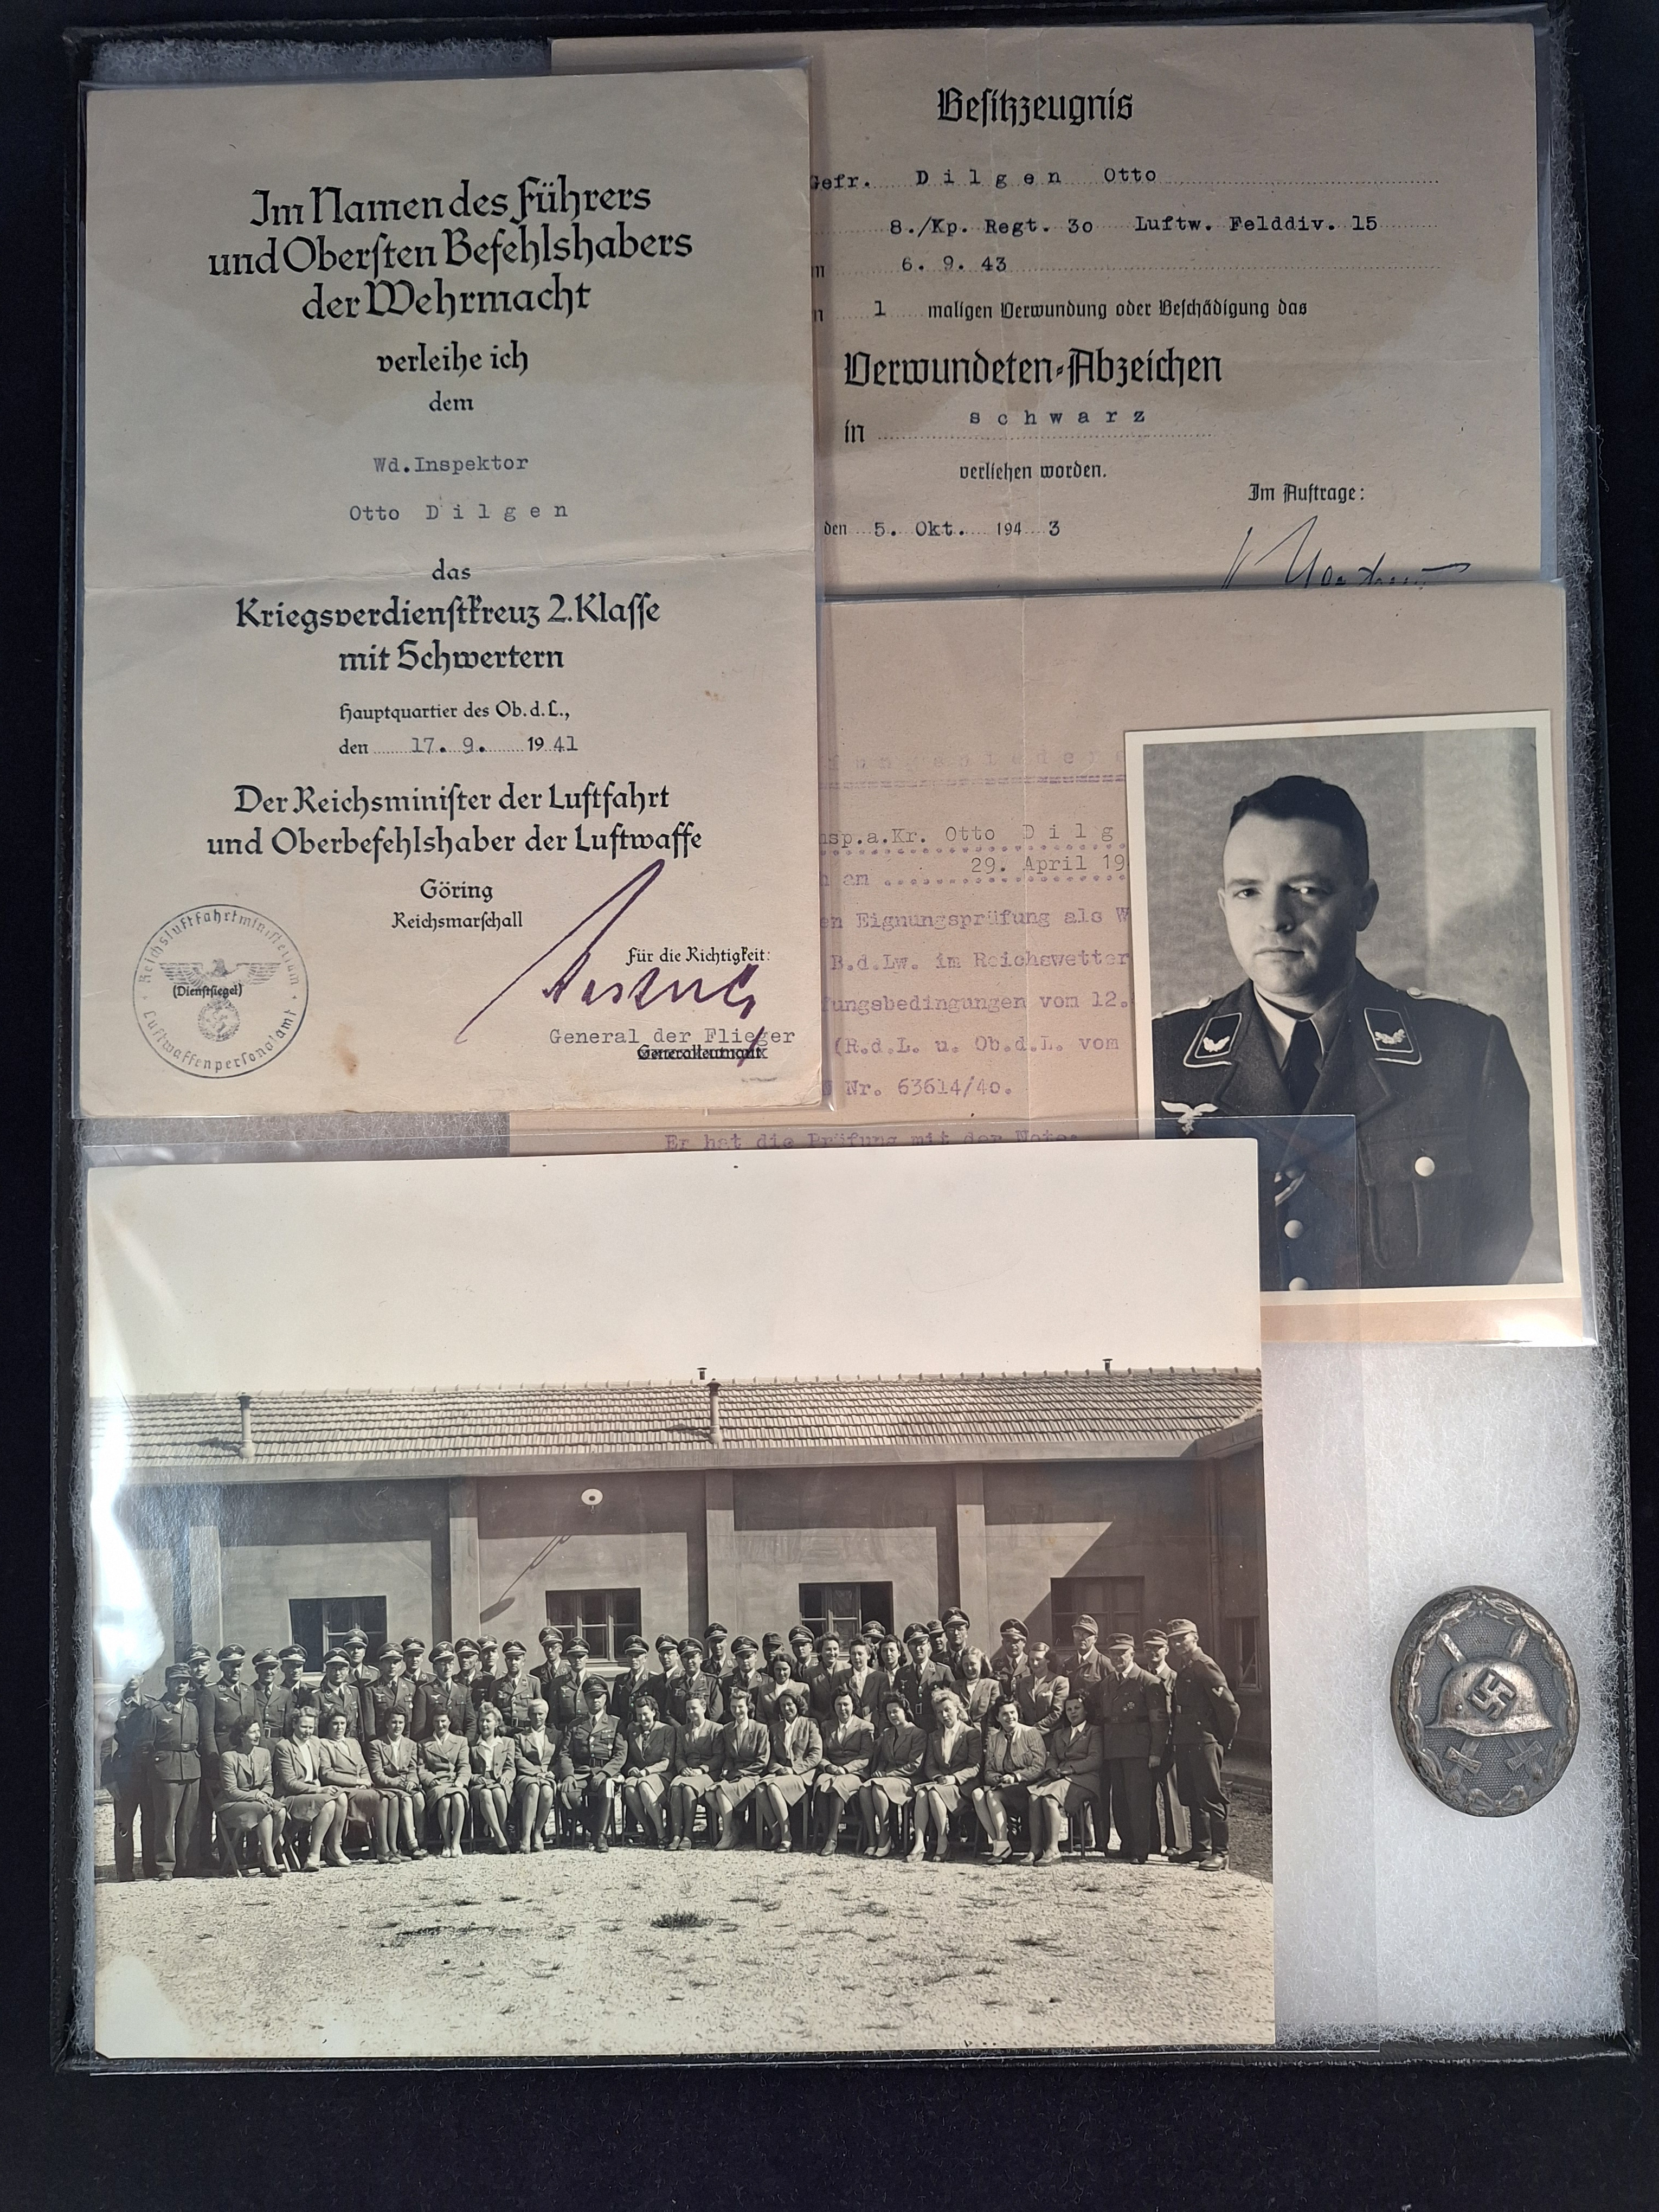 Im Namen des Führers
und Obersten Befehlshabers
der Wehrmacht
verleihe ich
dem
Wd.Inspektor
Otto Dilgen
das
Kriegsverdienstkreuz 2.Klasse
mit Schwertern
Hauptquartier des Ob.d.L.,
den 17. 9. 1941
Der Reichsminister der Luftfahrt
und Oberbefehlshaber der Luftwaffe
Göring
Reichsmarschall
Für die Richtigkeit:
General der Flieger
Generalleutnant
Reichsluftfahrtministerium
(Dienstsiegel)
Luftwaffenpersonalamt
Besitzzeugnis
Gefr. Dilgen Otto
8./Kp. Regt. 30 Luftw. Felddiv. 15
6. 9. 43
1 maligen Verwundung oder Beschädigung das
Verwundeten-Abzeichen
in schwarz
verliehen worden.
Im Auftrage:
den 5. Okt. 1943
nsp.a.Kr. Otto Dilg
am 29. April 19
en Eignungsprüfung als W
B.d.Lw. im Reichswetter
fungsbedingungen vom 12.
(R.d.L. u. Ob.d.L. vom
Nr. 63614/40.
Er hat die Prüfung mit der Note: